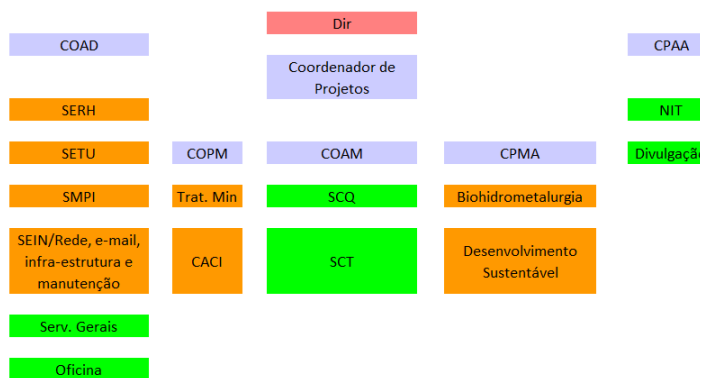 Dir
COAD
CPAA
Coordenador de
Projetos
SERH
NIT
SETU
COPM
COAM
CPMA
Divulgaçã
SMPI
Trat. Min
SCQ
Biohidrometalurgia
SEIN/Rede, e-mail,
infra-estrutura e
manutenção
CACI
SCT
Desenvolvimento
Sustentável
Serv. Gerais
Oficina